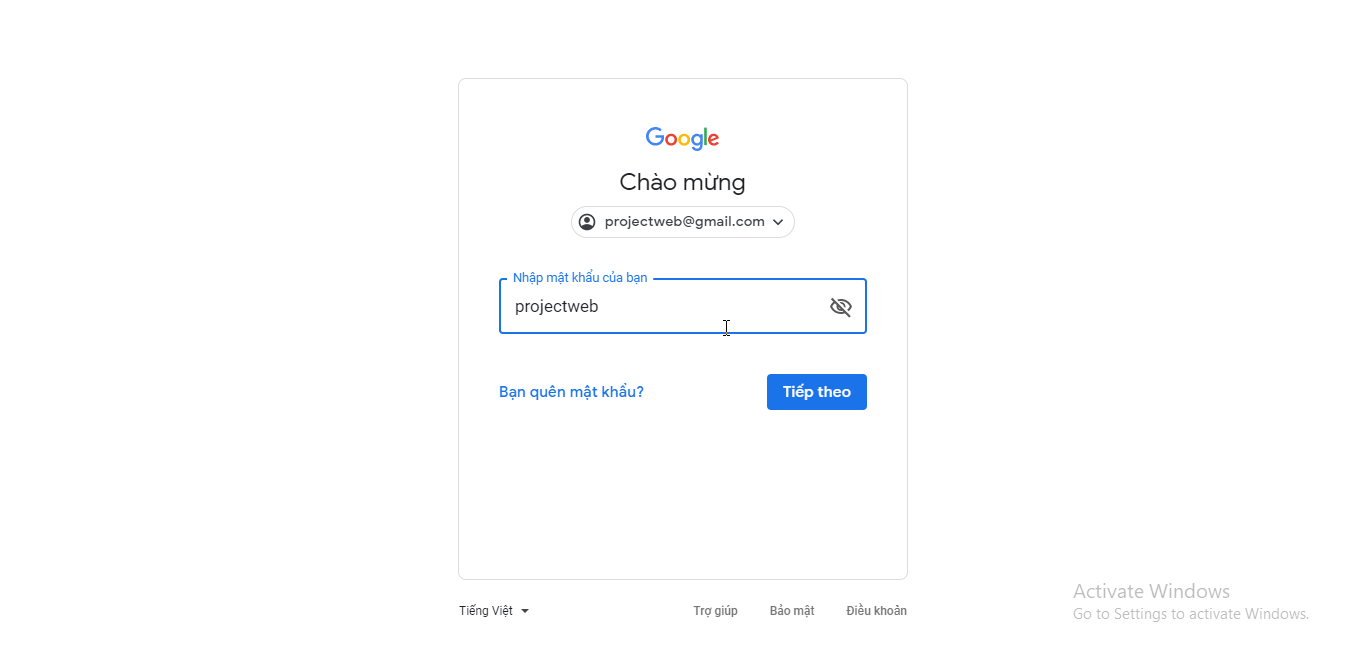 Google
Chào mừng
projectweb@gmail.com
Nhập mật khẩu của bạn
projectweb
Bạn quên mật khẩu?
Tiếp theo
Tiếng Việt
Trợ giúp
Bảo mật
Điều khoản
Activate Windows
Go to Settings to activate Windows.